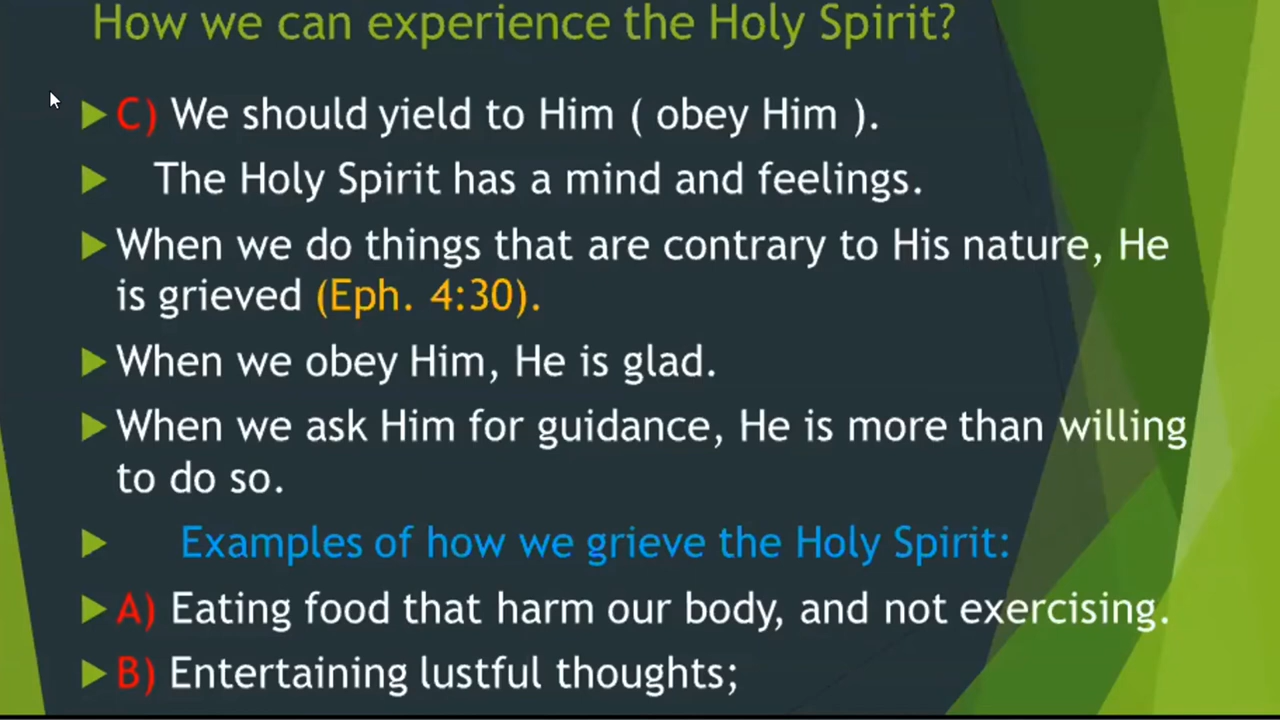 How we can experience the Holy Spirit?
C) We should yield to Him ( obey Him ).
The Holy Spirit has a mind and feelings.
When we do things that are contrary to His nature, He
is grieved (Eph. 4:30).
When we obey Him, He is glad.
When we ask Him for guidance, He is more than willing
to do so.
Examples of how we grieve the Holy Spirit:
A) Eating food that harm our body, and not exercising.
B) Entertaining lustful thoughts;